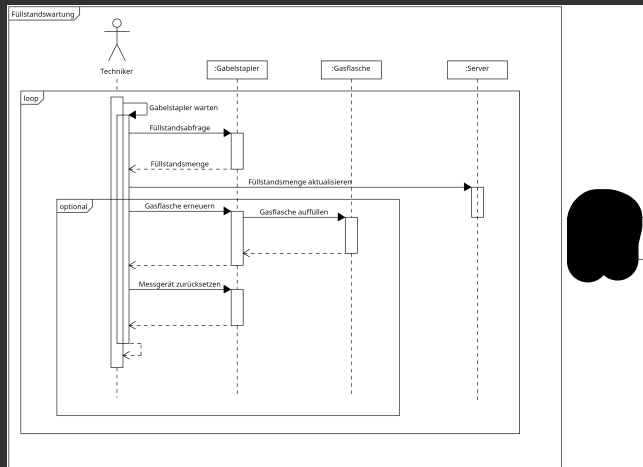 Füllstandswartung
Techniker
:Gabelstapler
:Gasflasche
:Server
loop
Gabelstapler warten
Füllstandsabfrage
Füllstandsmenge
Füllstandsmenge aktualisieren
optional
Gasflasche erneuern
Gasflasche auffüllen
Messgerät zurücksetzen